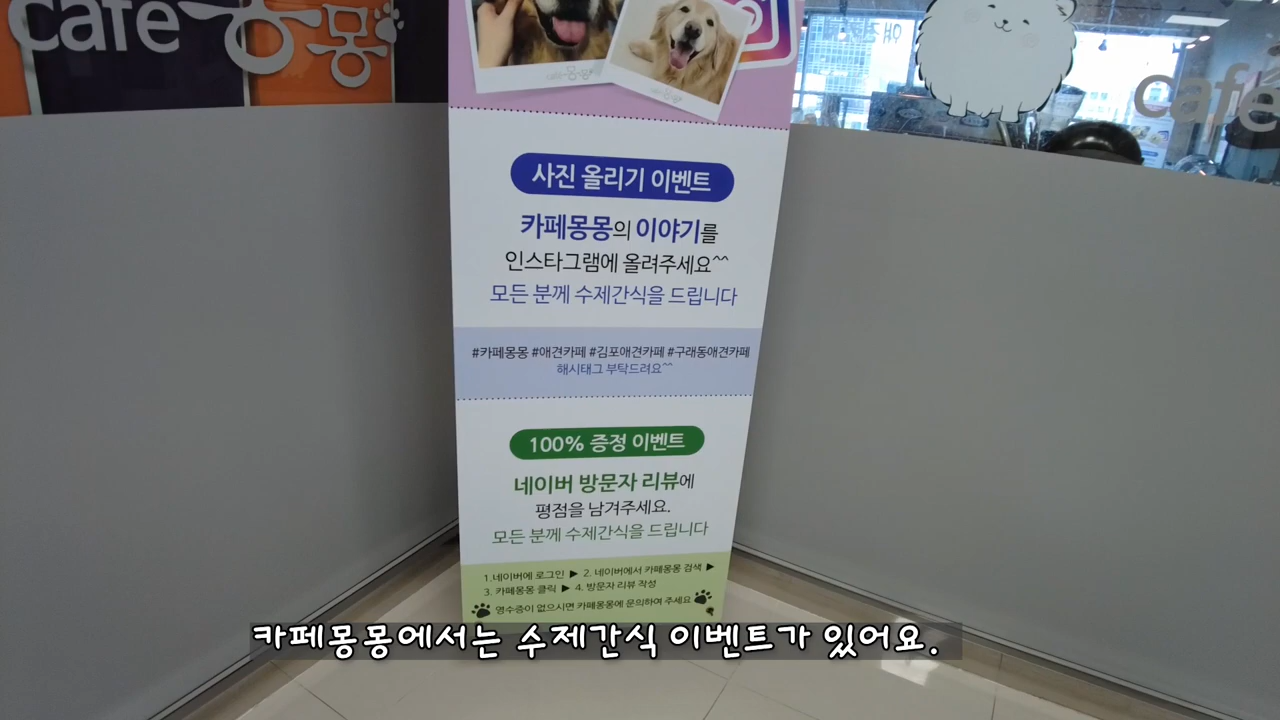 cafe 몽
café
사진 올리기 이벤트
카페몽몽의 이야기를
인스타그램에 올려주세요^^
모든 분께 수제간식을 드립니다
#카페몽몽 #애견카페 #김포애견카페 #구래동애견카페
해시태그 부탁드려요^^
100% 증정 이벤트
네이버 방문자 리뷰에
평점을 남겨주세요.
모든 분께 수제간식을 드립니다
1.네이버에 로그인 ▶ 2. 네이버에서 카페몽몽 검색 ▶
3. 카페몽몽 클릭 ▶ 4. 방문자 리뷰 작성
영수증이 없으시면 카페몽몽에 문의하여 주세요
카페몽몽에서는 수제간식 이벤트가 있어요.